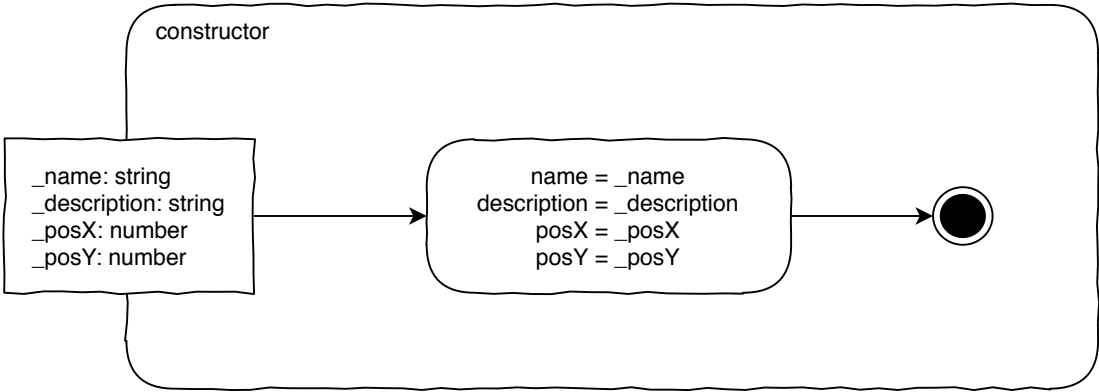 constructor
_name: string
_description: string
_posX: number
_posY: number
name = _name
description = _description
posX = _posX
posY = _posY